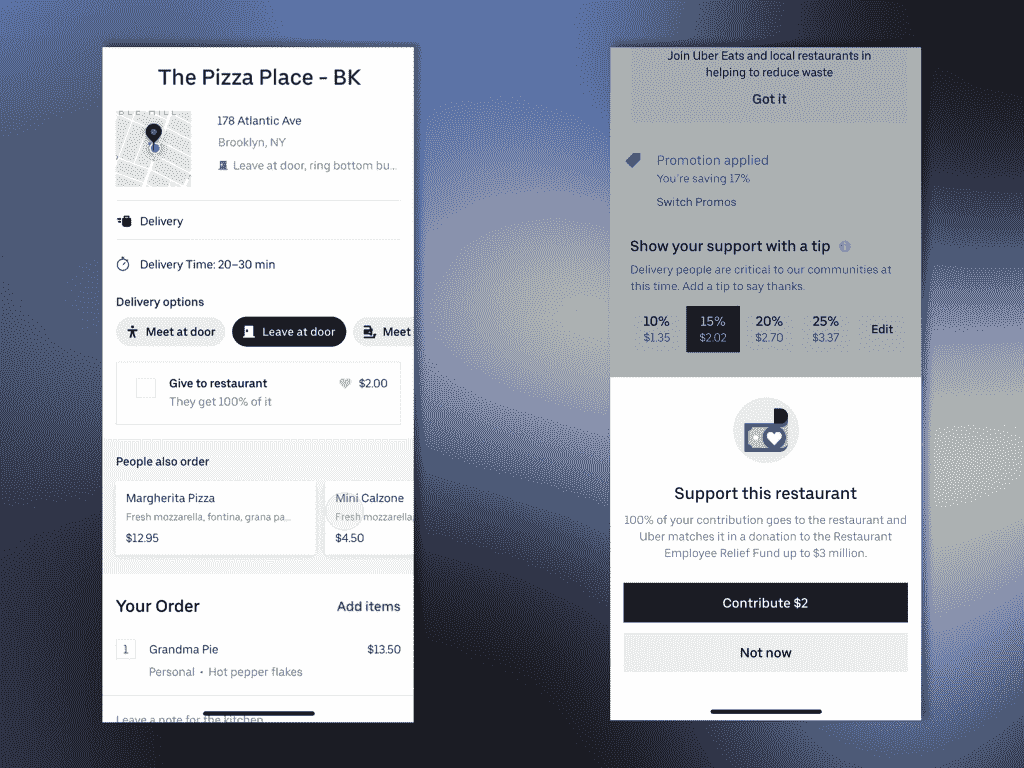 The Pizza Place - BK
BLE HILL
178 Atlantic Ave
Brooklyn, NY
Leave at door, ring bottom bu...
Delivery
Delivery Time: 20–30 min
Delivery options
Meet at door
Leave at door
Meet
Give to restaurant
$2.00
They get 100% of it
People also order
Margherita Pizza
Fresh mozzarella, fontina, grana pa...
$12.95
Mini Calzone
Fresh mozzarella,
$4.50
Your Order
Add items
1
Grandma Pie
$13.50
Personal • Hot pepper flakes
Leave a note for the kitchen
Join Uber Eats and local restaurants in
helping to reduce waste
Got it
Promotion applied
You're saving 17%
Switch Promos
Show your support with a tip
Delivery people are critical to our communities at
this time. Add a tip to say thanks.
10%
$1.35
15%
$2.02
20%
$2.70
25%
$3.37
Edit
Support this restaurant
100% of your contribution goes to the restaurant and
Uber matches it in a donation to the Restaurant
Employee Relief Fund up to $3 million.
Contribute $2
Not now